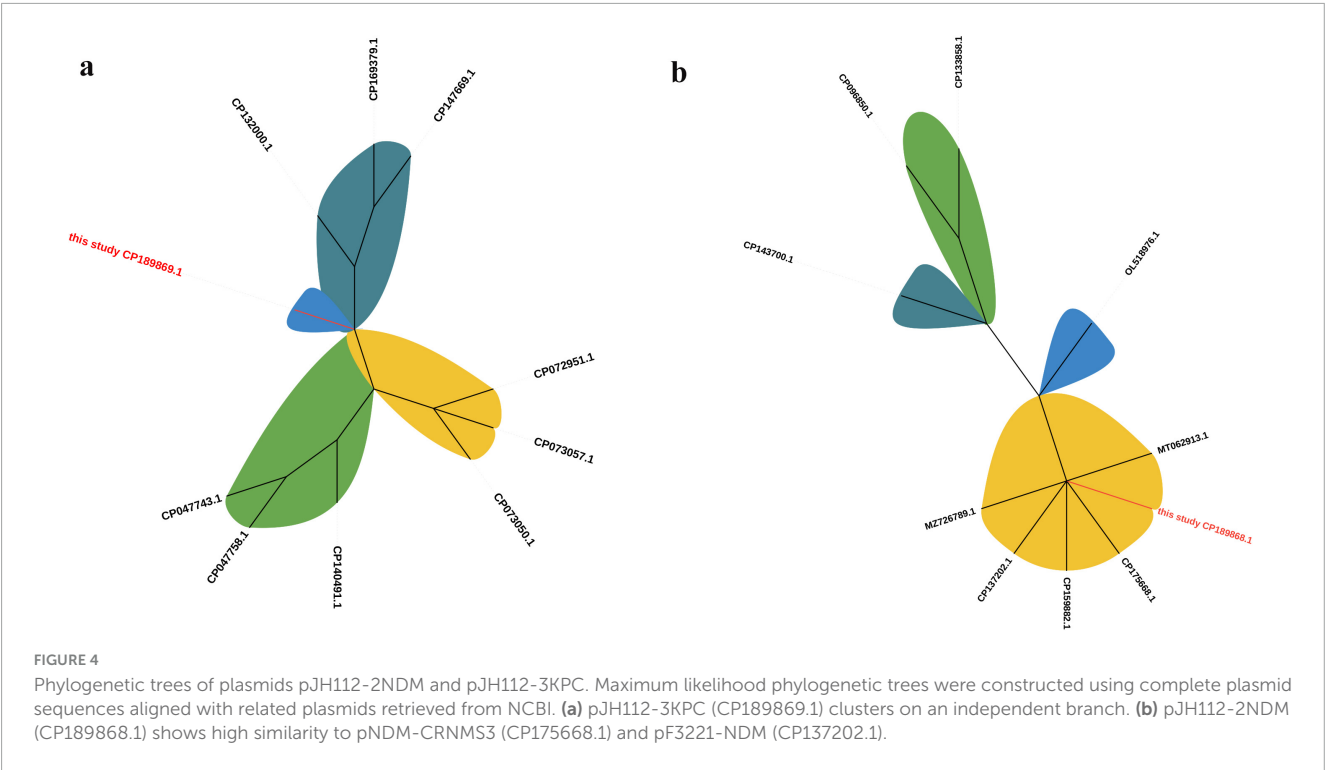 a
CP132000.1
CP169379.1
CP147669.1
this study CP189869.1
CP072951.1
CP073057.1
CP073050.1
CP140491.1
CP047758.1
CP047743.1
b
CP096850.1
CP133858.1
CP143700.1
OL518976.1
MT062913.1
this study CP189868.1
CP175668.1
CP159882.1
CP137202.1
MZ726789.1
FIGURE 4
Phylogenetic trees of plasmids pJH112-2NDM and pJH112-3KPC. Maximum likelihood phylogenetic trees were constructed using complete plasmid
sequences aligned with related plasmids retrieved from NCBI. (a) pJH112-3KPC (CP189869.1) clusters on an independent branch. (b) pJH112-2NDM
(CP189868.1) shows high similarity to pNDM-CRNMS3 (CP175668.1) and pF3221-NDM (CP137202.1).